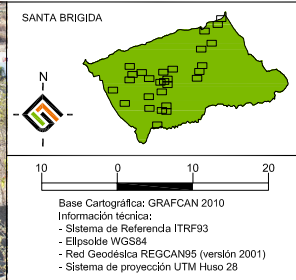 SANTA BRIGIDA
N
10 0 10 20
Base Cartográfica: GRAFCAN 2010
Información técnica:
- Sistema de Referencia ITRF93
- Elipsoide WGS84
- Red Geodésica REGCAN95 (versión 2001)
- Sistema de proyección UTM Huso 28